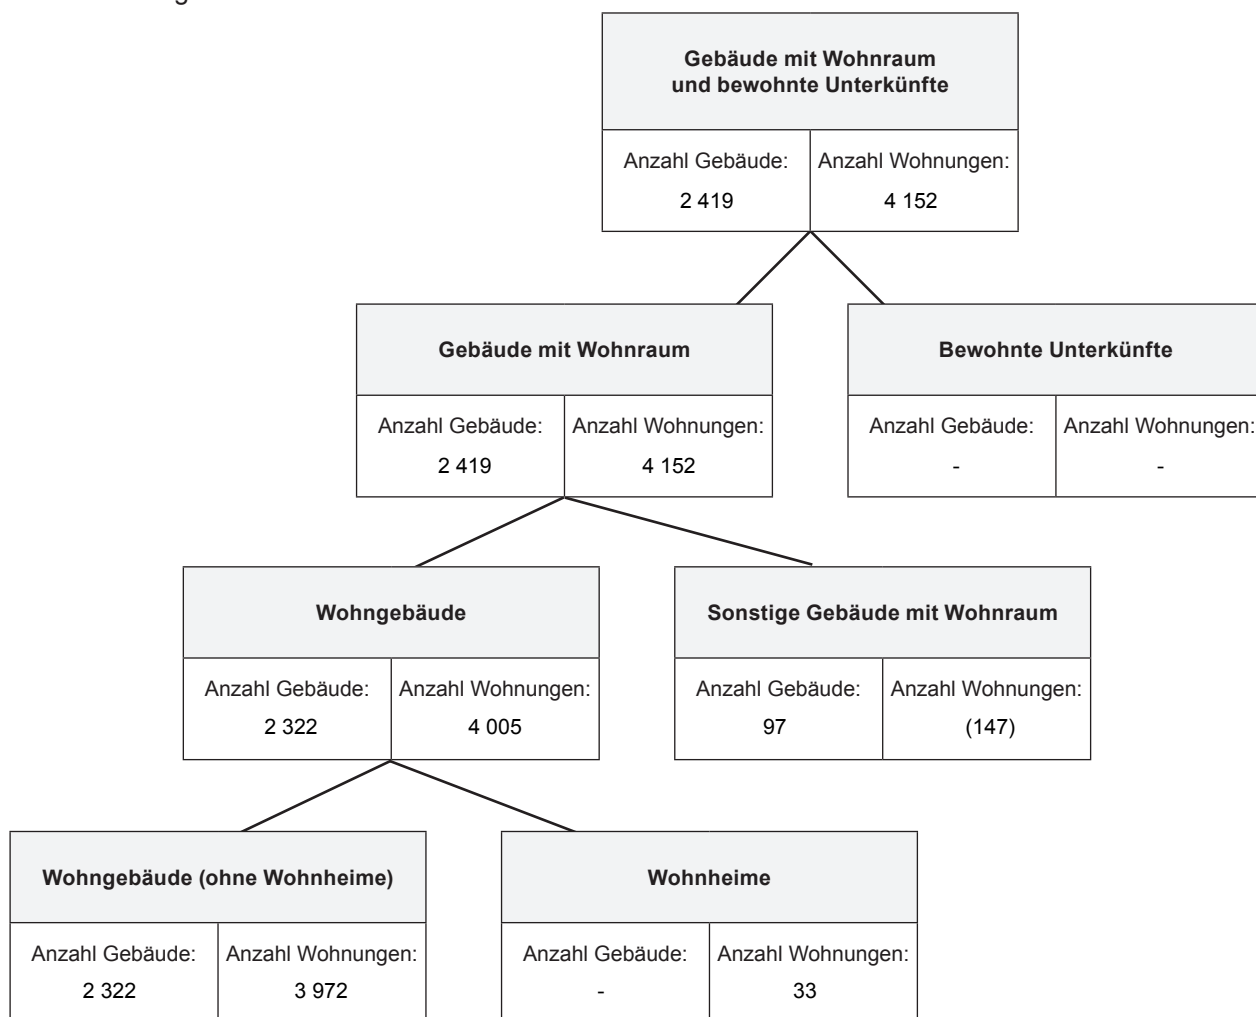 Gebäude mit Wohnraum
und bewohnte Unterkünfte
Anzahl Gebäude:
2 419
Anzahl Wohnungen:
4 152
Gebäude mit Wohnraum
Anzahl Gebäude:
2 419
Anzahl Wohnungen:
4 152
Bewohnte Unterkünfte
Anzahl Gebäude:
-
Anzahl Wohnungen:
-
Wohngebäude
Anzahl Gebäude:
2 322
Anzahl Wohnungen:
4 005
Sonstige Gebäude mit Wohnraum
Anzahl Gebäude:
97
Anzahl Wohnungen:
(147)
Wohngebäude (ohne Wohnheime)
Anzahl Gebäude:
2 322
Anzahl Wohnungen:
3 972
Wohnheime
Anzahl Gebäude:
-
Anzahl Wohnungen:
33